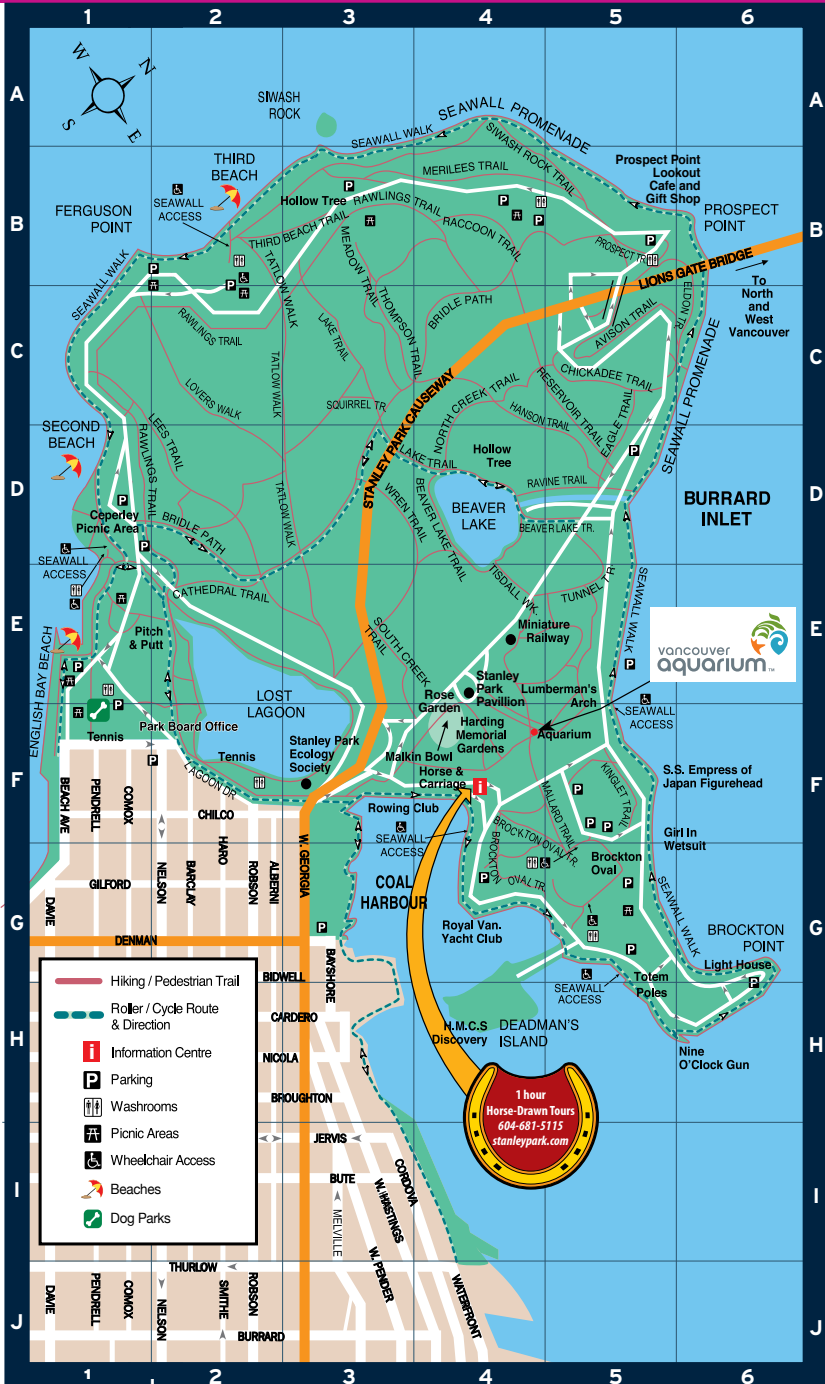 1 2 3 4 5 6
A
A
W
N
S
E
SIWASH
ROCK
SEAWALL PROMENADE
SEAWALL WALK
SIWASH ROCK TRAIL
MERILEES TRAIL
Prospect Point
Lookout
Cafe and
Gift Shop
THIRD
BEACH
SEAWALL
ACCESS
FERGUSON
POINT
Hollow Tree
RAWLINGS TRAIL
THIRD BEACH TRAIL
MEADOW TRAIL
RACCOON TRAIL
PROSPECT TR.
PROSPECT
POINT
B
B
LIONS GATE BRIDGE
To
North
and
West
Vancouver
SEAWALL WALK
TATLOW WALK
THOMPSON TRAIL
BRIDLE PATH
ELDON TR.
AVISON TRAIL
RAWLINGS TRAIL
LAKE TRAIL
C
C
TATLOW WALK
LOVERS WALK
SQUIRREL TR.
STANLEY PARK CAUSEWAY
NORTH CREEK TRAIL
HANSON TRAIL
RESERVOIR TRAIL
CHICKADEE TRAIL
EAGLE TRAIL
SEAWALL PROMENADE
SECOND
BEACH
LEES TRAIL
RAWLINGS TRAIL
LAKE TRAIL
Hollow
Tree
RAVINE TRAIL
D
D
TATLOW WALK
WREN TRAIL
BEAVER LAKE TRAIL
BEAVER
LAKE
BEAVER LAKE TR.
BURRARD
INLET
Ceperley
Picnic Area
BRIDLE PATH
SEAWALL
ACCESS
CATHEDRAL TRAIL
TISDALL WK.
TUNNEL TR.
SEAWALL WALK
E
E
Pitch
& Putt
SOUTH CREEK
TRAIL
Miniature
Railway
vancouver
aquarium™
ENGLISH BAY BEACH
LOST
LAGOON
Rose
Garden
Stanley
Park
Pavilion
Lumberman's
Arch
SEAWALL
ACCESS
Park Board Office
Tennis
Tennis
Stanley Park
Ecology
Society
Harding
Memorial
Gardens
Aquarium
Malkin Bowl
Horse &
Carriage
i
LAGOON DR.
F
F
S.S. Empress of
Japan Figurehead
BEACH AVE
PENDRELL
COMOX
CHILCO
Rowing Club
SEAWALL
ACCESS
MALLARD TRAIL
KINGLET TRAIL
Girl In
Wetsuit
NELSON
BARCLAY
HARO
ROBSON
ALBERNI
W. GEORGIA
BROCKTON OVAL TR.
BROCKTON
OVAL TR.
Brockton
Oval
GILFORD
DAVIE
COAL
HARBOUR
SEAWALL WALK
G
G
DENMAN
Royal Van.
Yacht Club
BROCKTON
POINT
Light House
BIDWELL
BAYSHORE
SEAWALL
ACCESS
Totem
Poles
CARDERO
H.M.C.S
Discovery
DEADMAN'S
ISLAND
H
H
NICOLA
Nine
O'Clock Gun
BROUGHTON
1 hour
Horse-Drawn Tours
604-681-5115
stanleypark.com
Hiking / Pedestrian Trail
Roller / Cycle Route
& Direction
i Information Centre
P Parking
Washrooms
Picnic Areas
Wheelchair Access
Beaches
Dog Parks
JERVIS
BUTE
CORDOVA
W. HASTINGS
MELVILLE
W. PENDER
WATERFRONT
I
I
THURLOW
DAVIE
PENDRELL
COMOX
NELSON
SMITHE
ROBSON
BURRARD
J
J
1 2 3 4 5 6